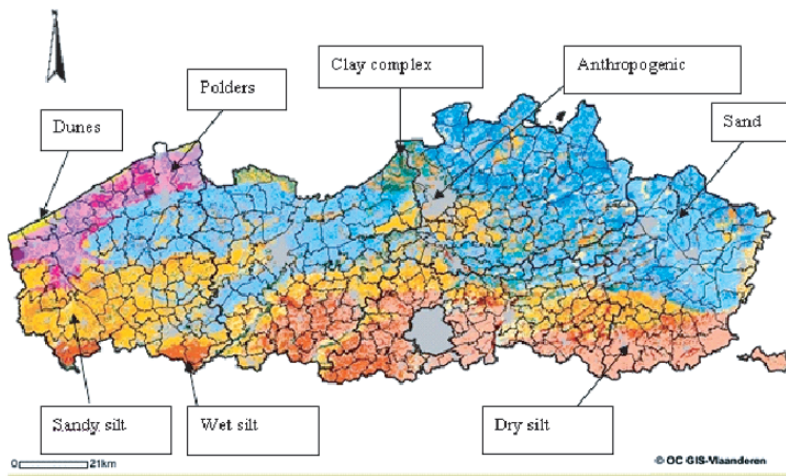 Clay complex
Anthropogenic
Polders
Dunes
Sand
Sandy silt
Wet silt
Dry silt
0 21km
© OC GIS-Vlaanderen